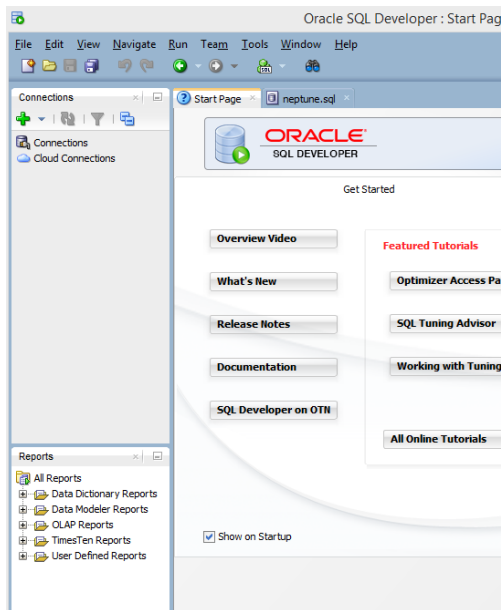 Oracle SQL Developer : Start Pag
File Edit View Navigate Run Team Tools Window Help
SQL
Connections
Start Page
neptune.sql
Connections
Cloud Connections
ORACLE
SQL DEVELOPER
Get Started
Overview Video
Featured Tutorials
What's New
Optimizer Access Pa
Release Notes
SQL Tuning Advisor
Documentation
Working with Tuning
SQL Developer on OTN
All Online Tutorials
Reports
All Reports
Data Dictionary Reports
Data Modeler Reports
OLAP Reports
TimesTen Reports
User Defined Reports
Show on Startup